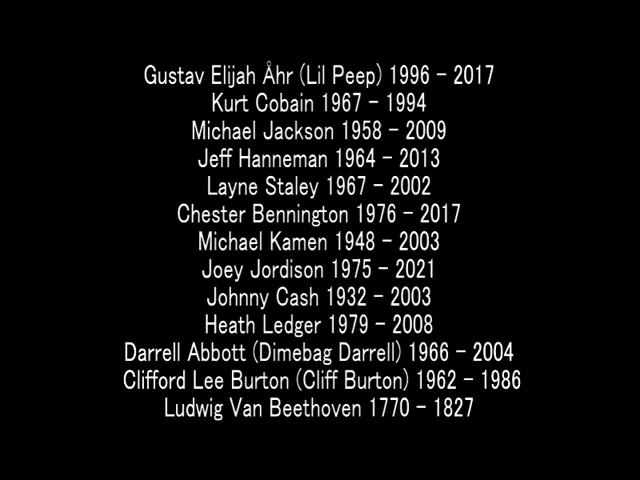 Gustav Elijah Åhr (Lil Peep) 1996 - 2017
Kurt Cobain 1967 - 1994
Michael Jackson 1958 - 2009
Jeff Hanneman 1964 - 2013
Layne Staley 1967 - 2002
Chester Bennington 1976 - 2017
Michael Kamen 1948 - 2003
Joey Jordison 1975 - 2021
Johnny Cash 1932 - 2003
Heath Ledger 1979 - 2008
Darrell Abbott (Dimebag Darrell) 1966 - 2004
Clifford Lee Burton (Cliff Burton) 1962 - 1986
Ludwig Van Beethoven 1770 - 1827